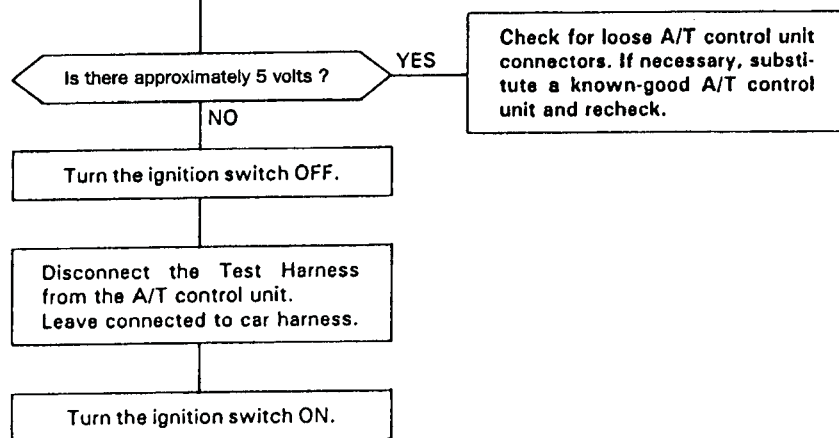 Is there approximately 5 volts ?
YES
Check for loose A/T control unit
connectors. If necessary, substi-
tute a known-good A/T control
unit and recheck.
NO
Turn the ignition switch OFF.
Disconnect the Test Harness
from the A/T control unit.
Leave connected to car harness.
Turn the ignition switch ON.